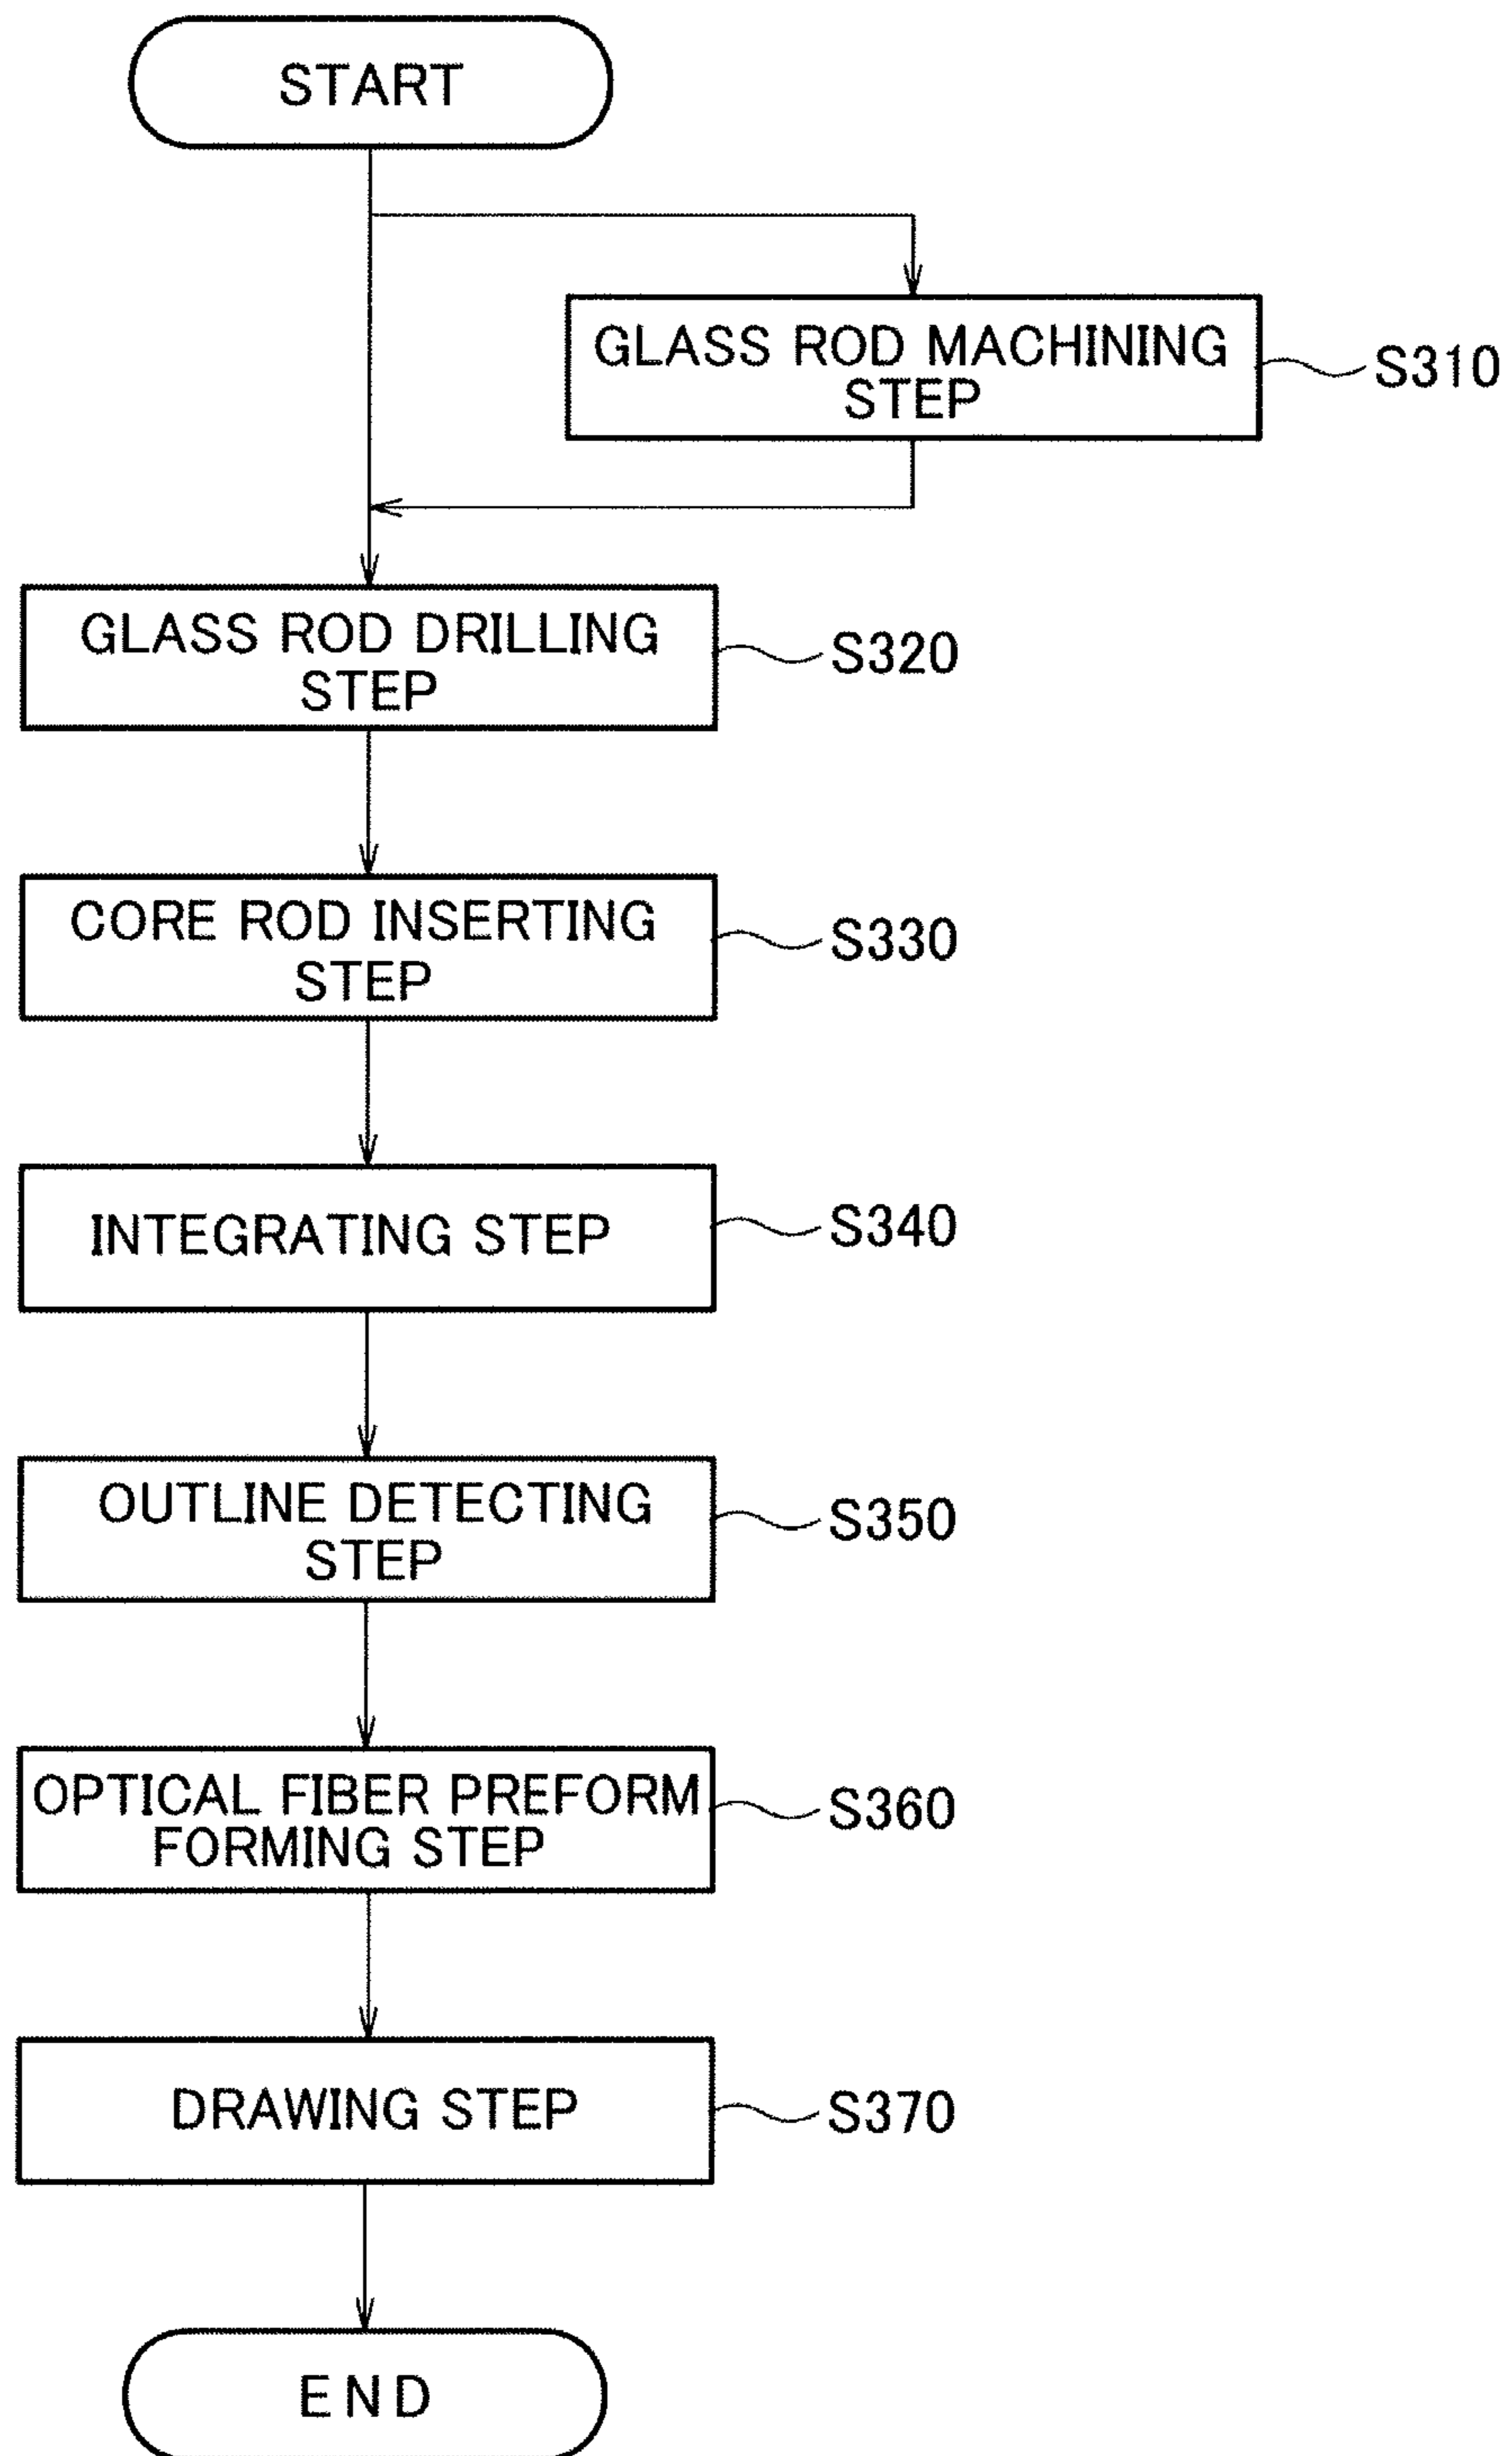 START
GLASS ROD MACHINING
STEP
S310
GLASS ROD DRILLING
STEP
S320
CORE ROD INSERTING
STEP
S330
INTEGRATING STEP
S340
OUTLINE DETECTING
STEP
S350
OPTICAL FIBER PREFORM
FORMING STEP
S360
DRAWING STEP
S370
END